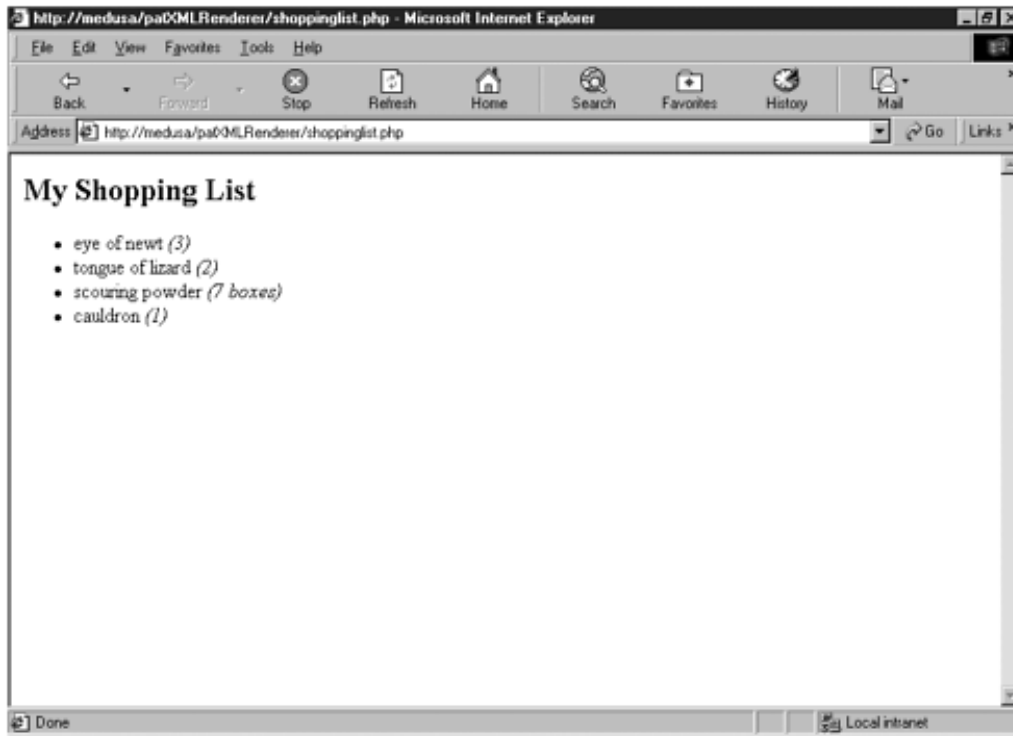 http://medusa/patXMLRenderer/shoppinglist.php - Microsoft Internet Explorer
File Edit View Favorites Tools Help
Back Forward Stop Refresh Home Search Favorites History Mail
Address http://medusa/patXMLRenderer/shoppinglist.php Go Links
My Shopping List
• eye of newt (3)
• tongue of lizard (2)
• scouring powder (7 boxes)
• cauldron (1)
Done Local intranet